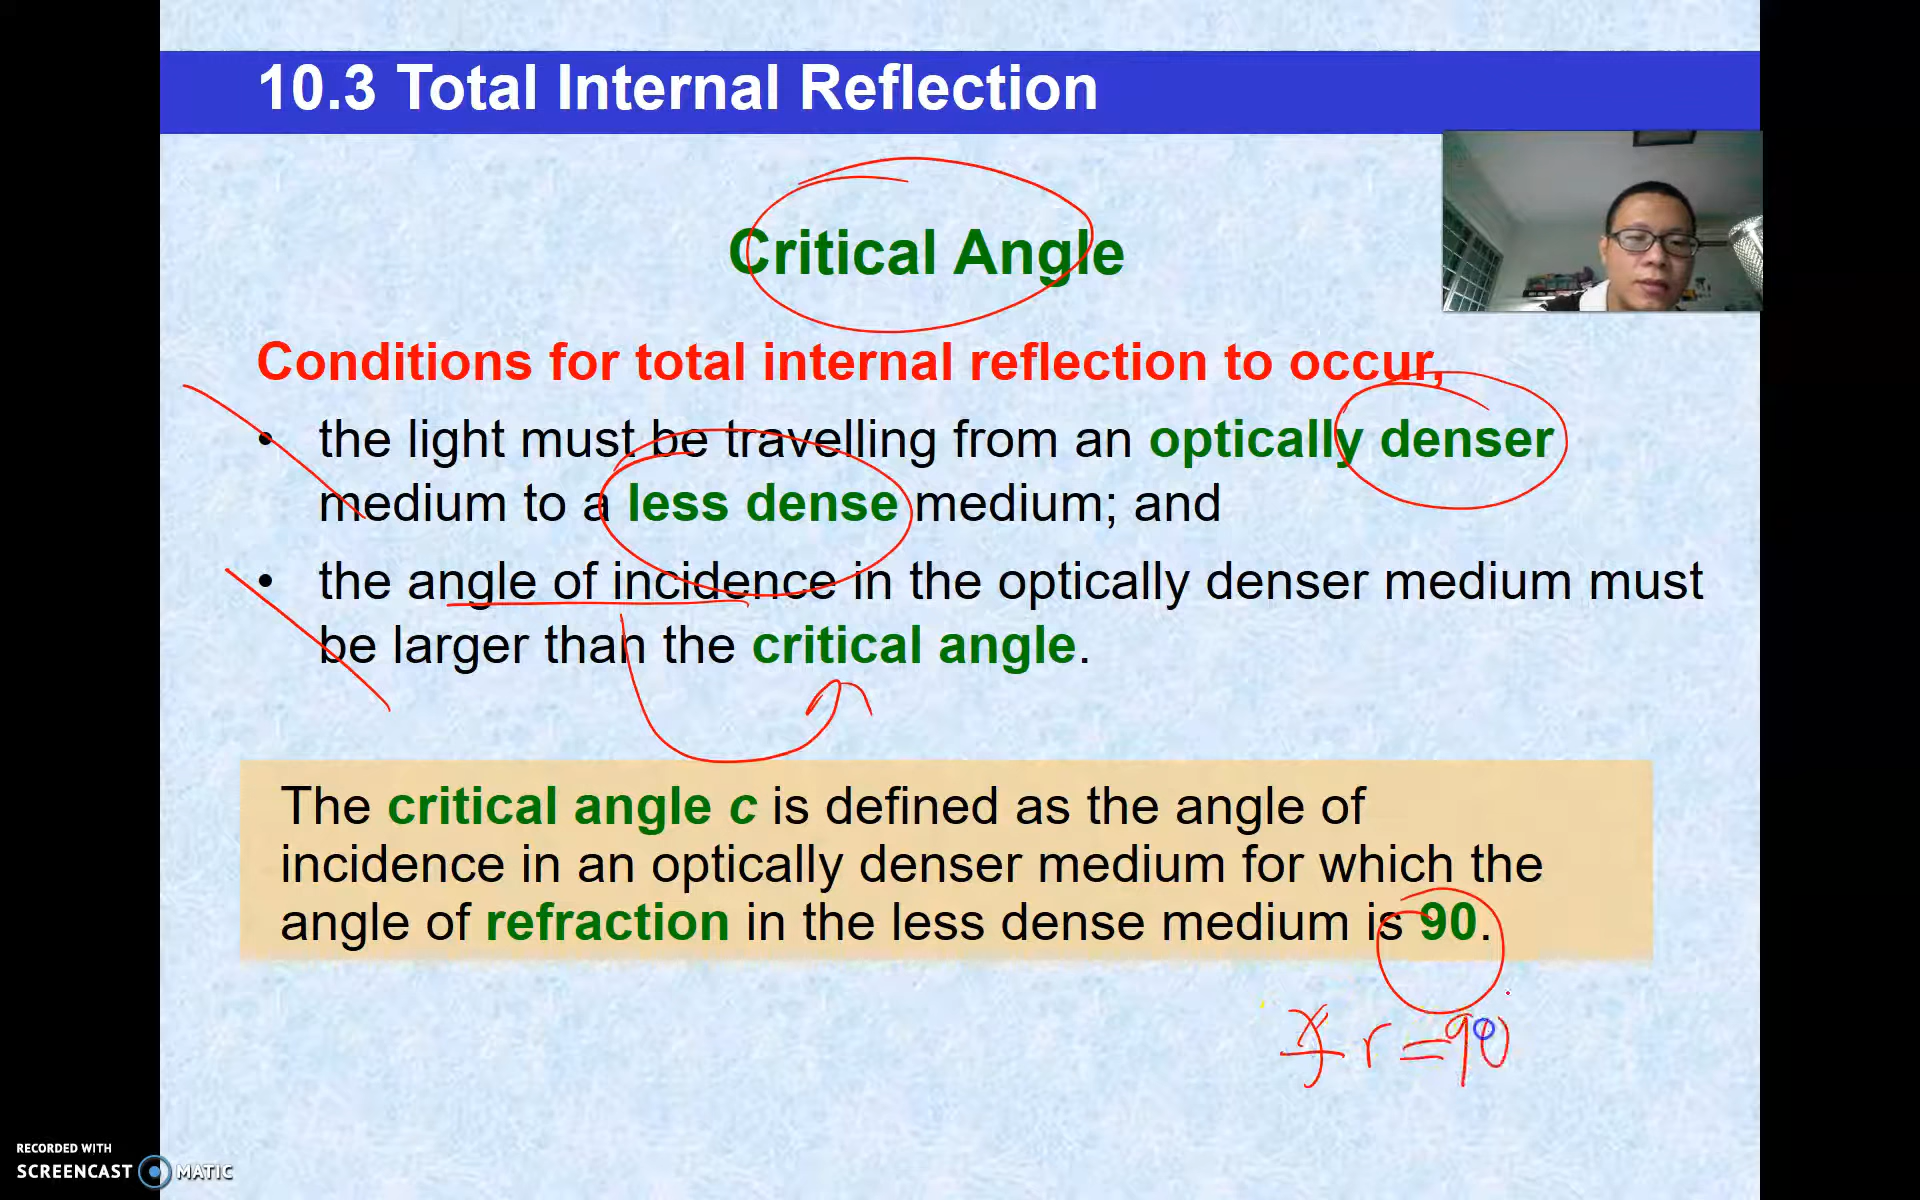 10.3 Total Internal Reflection
Critical Angle
Conditions for total internal reflection to occur,
• the light must be travelling from an optically denser
medium to a less dense medium; and
• the angle of incidence in the optically denser medium must
be larger than the critical angle.
The critical angle c is defined as the angle of
incidence in an optically denser medium for which the
angle of refraction in the less dense medium is 90.
r = 90
RECORDED WITH
SCREENCAST MATIC